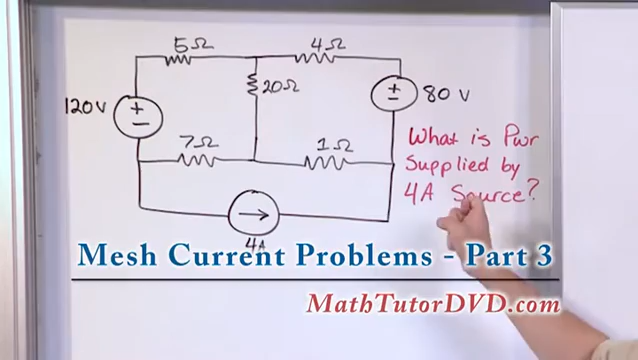 5Ω
4Ω
20Ω
120V
+
−
+
−
80 V
7Ω
1Ω
What is Pwr
Supplied by
4A Source?
4A
Mesh Current Problems - Part 3
MathTutorDVD.com